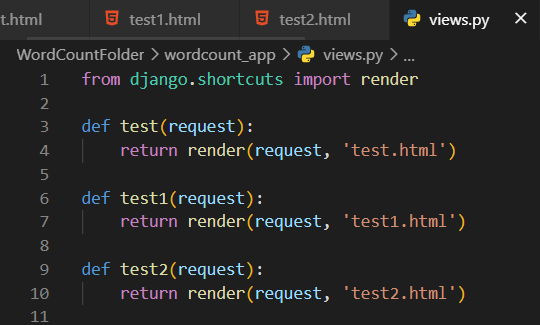 t.html test1.html test2.html views.py
WordCountFolder > wordcount_app > views.py > ...
1 from django.shortcuts import render
2
3 def test(request):
4     return render(request, 'test.html')
5
6 def test1(request):
7     return render(request, 'test1.html')
8
9 def test2(request):
10     return render(request, 'test2.html')
11